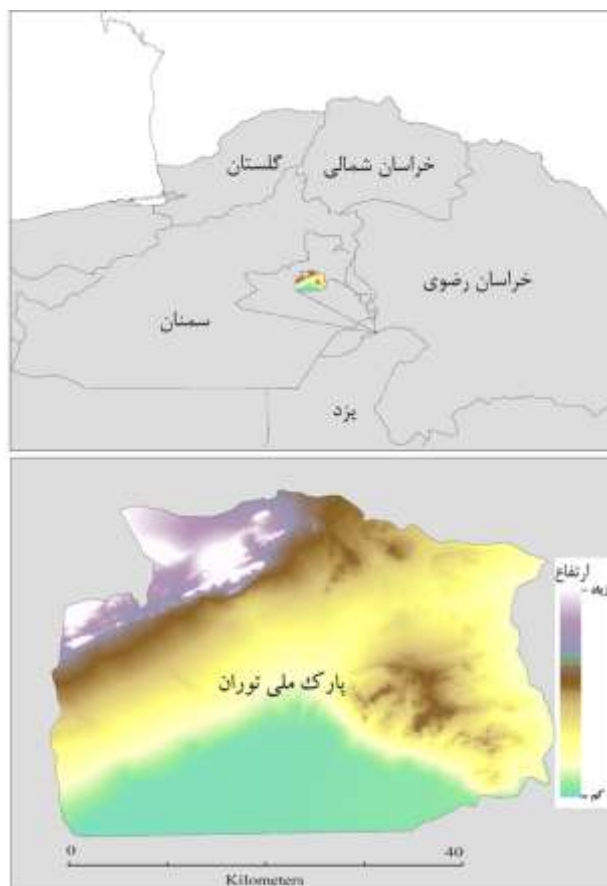 گلستان
خراسان شمالی
خراسان رضوی
سمنان
یزد
ارتفاع
زیاد
پارک ملی توران
کم
0 40
Kilometers